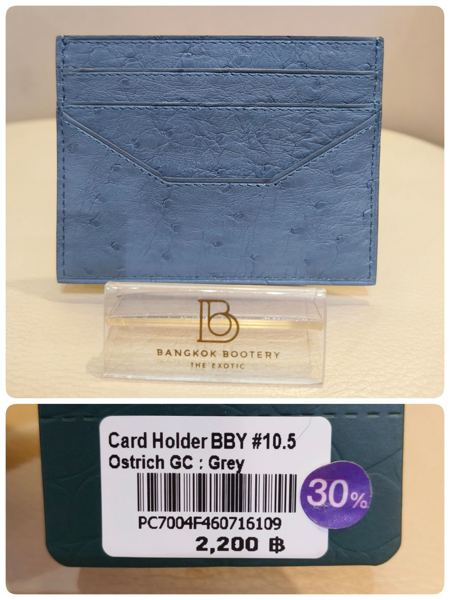 B
BANGKOK BOOTERY
THE EXOTIC
Card Holder BBY #10.5
Ostrich GC : Grey
30%
PC7004F460716109
2,200 ฿